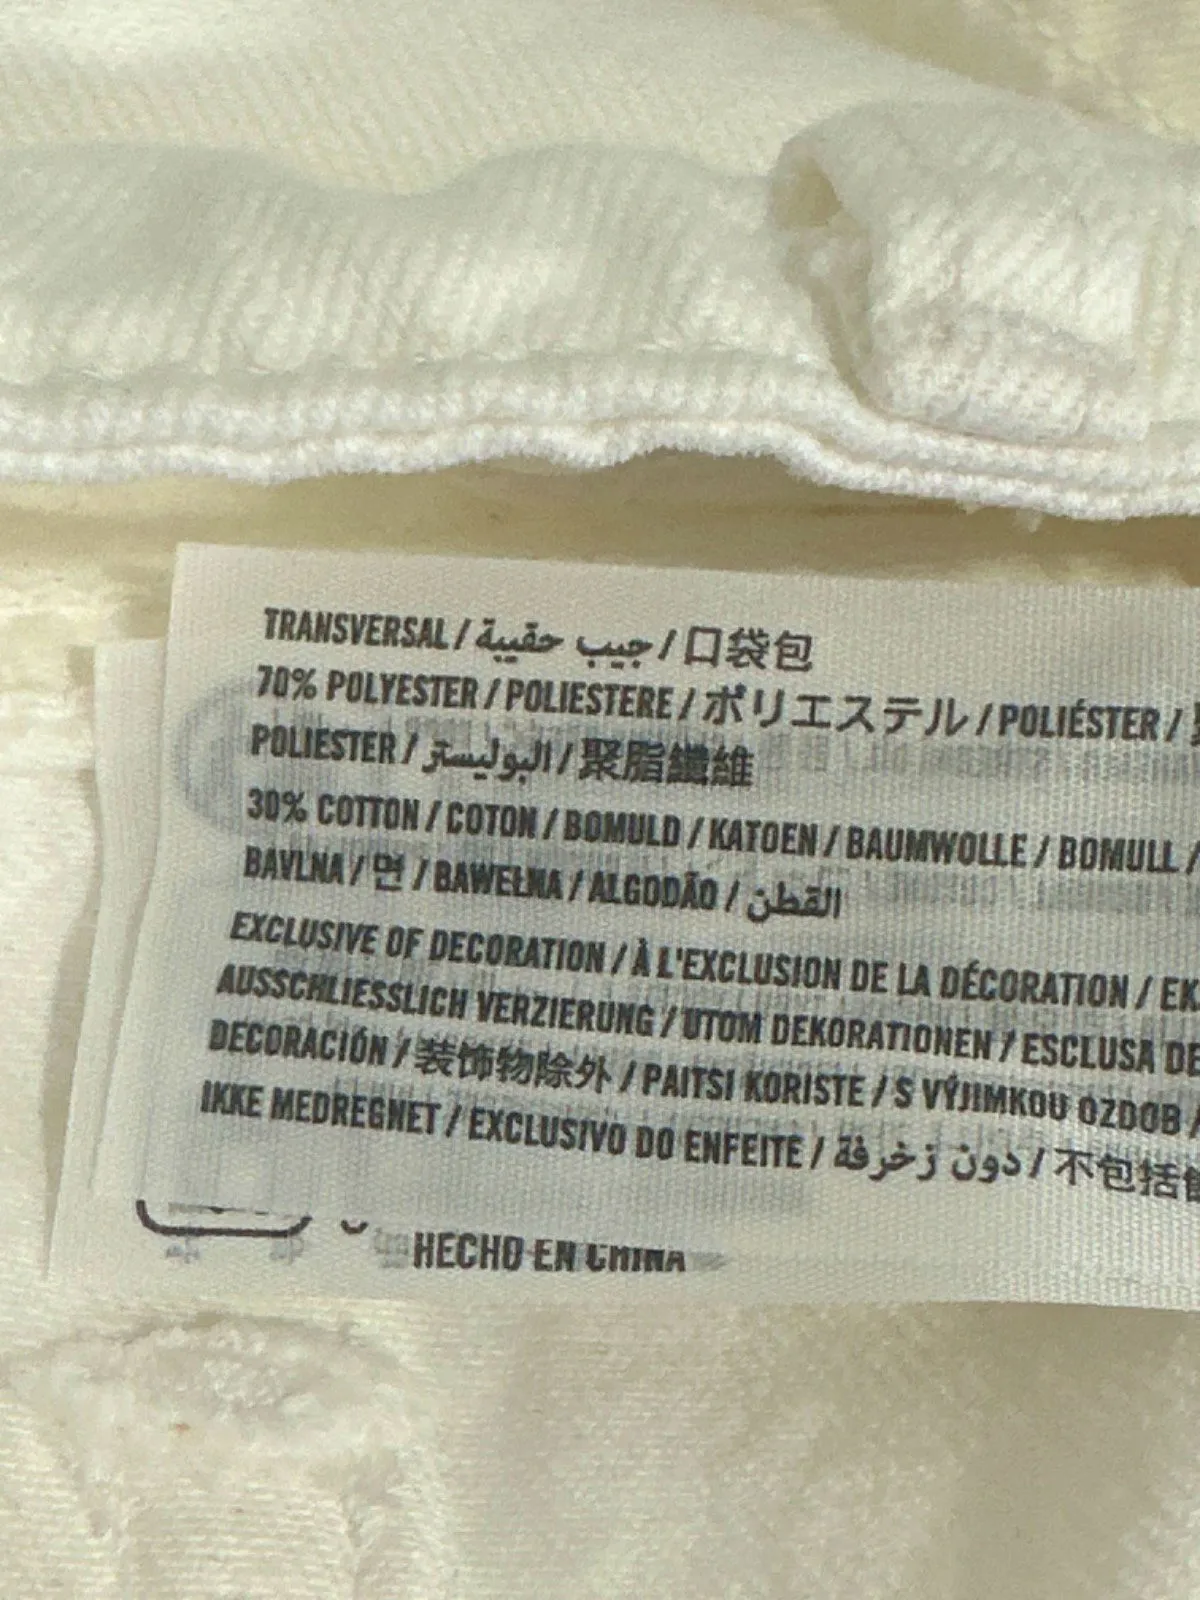 TRANSVERSAL / جيب حقيبة / 口袋包
70% POLYESTER / POLIESTERE / ポリエステル / POLIÉSTER /
POLIESTER / البوليستر / 聚脂纖維
30% COTTON / COTON / BOMULD / KATOEN / BAUMWOLLE / BOMULL /
BAVLNA / 면 / BAWEŁNA / ALGODÃO / القطن
EXCLUSIVE OF DECORATION / À L'EXCLUSION DE LA DÉCORATION / EK
AUSSCHLIESSLICH VERZIERUNG / UTOM DEKORATIONEN / ESCLUSA DE
DECORACIÓN / 装饰物除外 / PAITSI KORISTE / S VÝJIMKOU OZDOB /
IKKE MEDREGNET / EXCLUSIVO DO ENFEITE / دون زخرفة / 不包括
HECHO EN CHINA